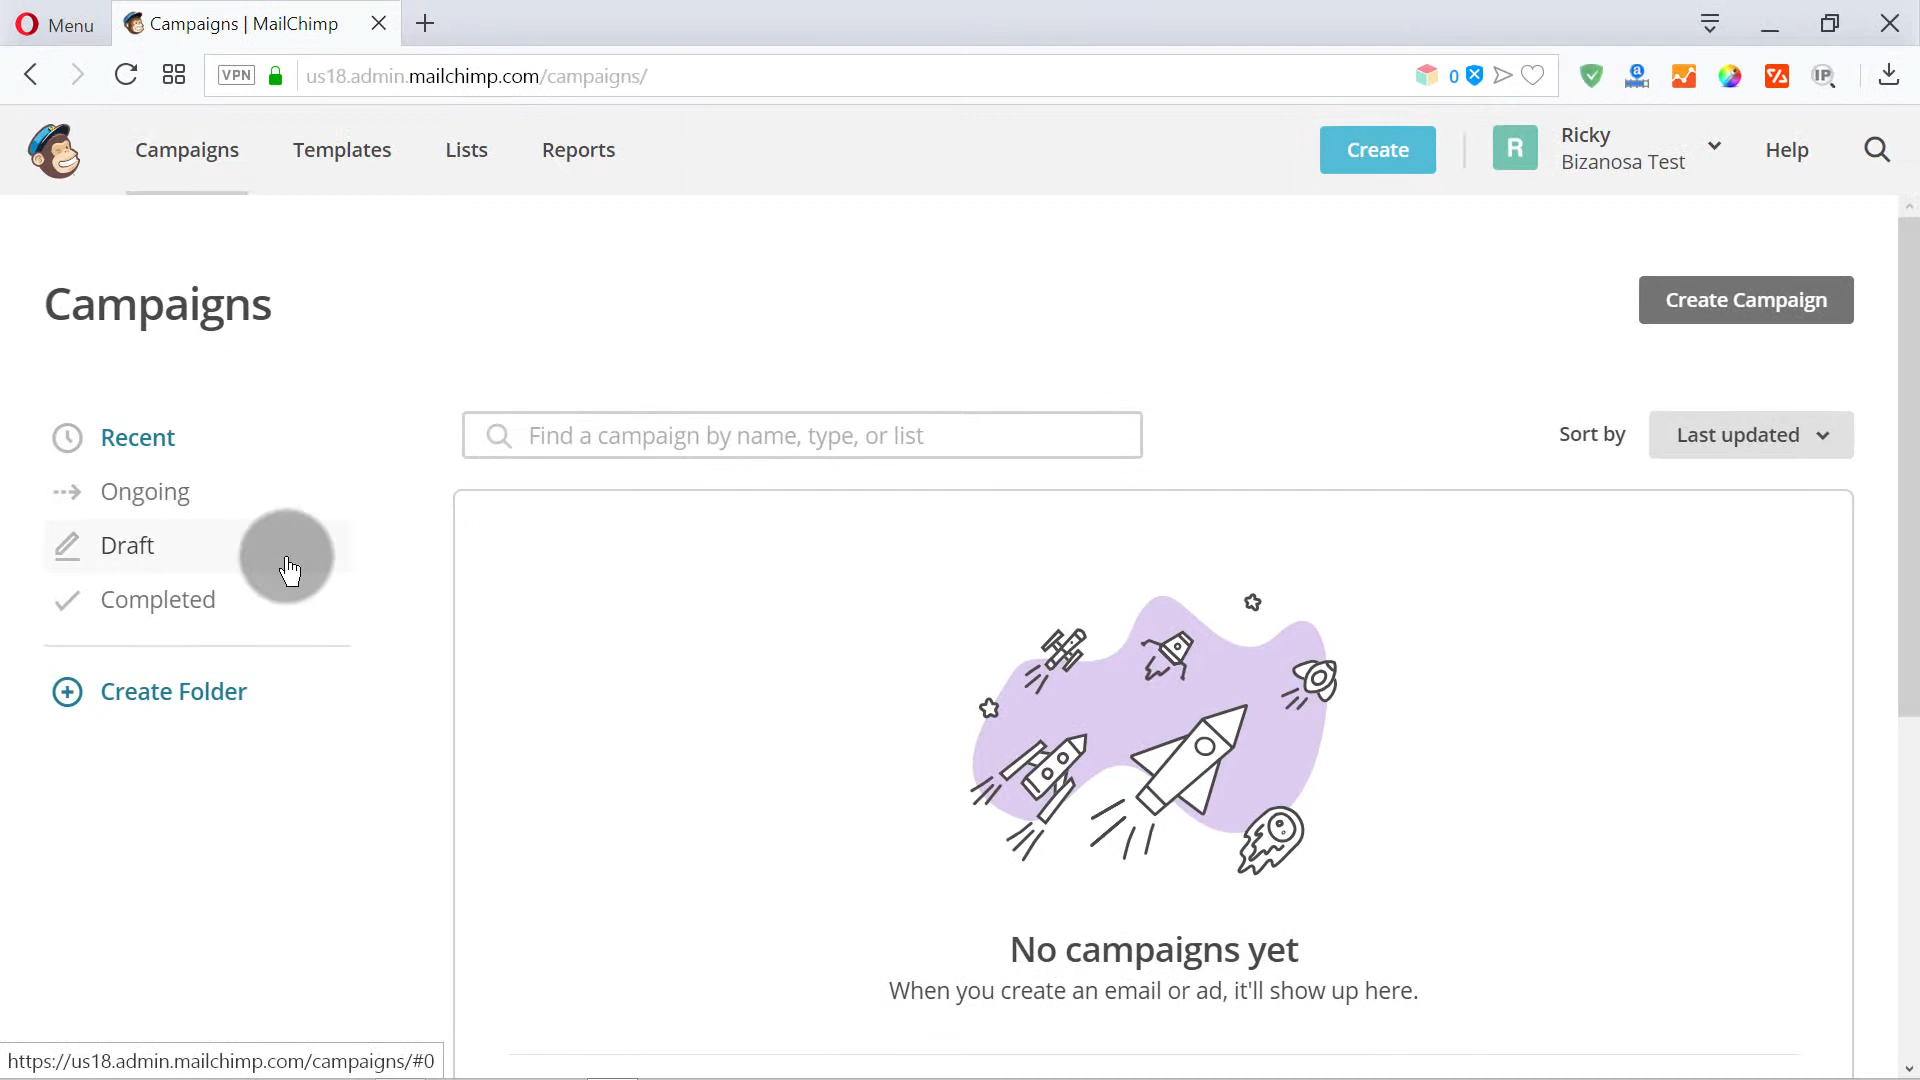 Menu
Campaigns | MailChimp
VPN
us18.admin.mailchimp.com/campaigns/
0
a
IP
Campaigns
Templates
Lists
Reports
Create
R
Ricky
Bizanosa Test
Help
Campaigns
Create Campaign
Recent
Ongoing
Draft
Completed
Create Folder
Find a campaign by name, type, or list
Sort by
Last updated
No campaigns yet
When you create an email or ad, it'll show up here.
https://us18.admin.mailchimp.com/campaigns/#0